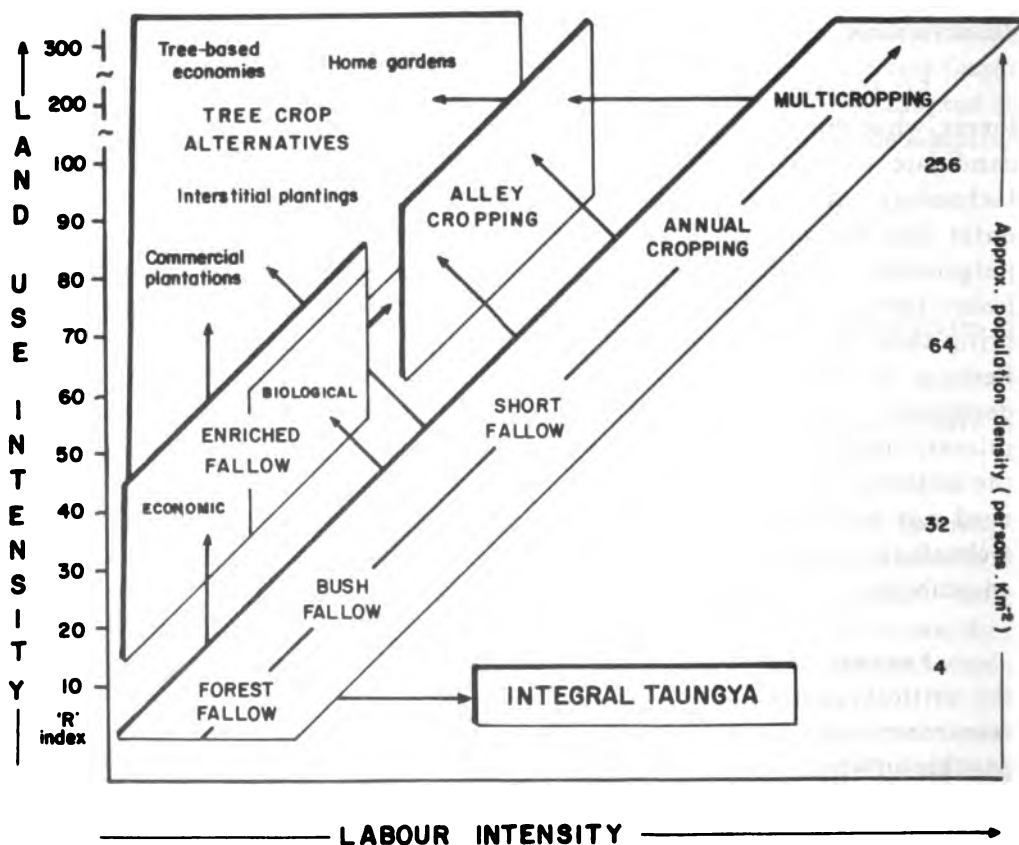 LAND USE INTENSITY
300
200
100
90
80
70
60
50
40
30
20
10
'R'
index
Tree-based
economies
Home gardens
TREE CROP
ALTERNATIVES
Interstitial plantings
Commercial
plantations
ALLEY
CROPPING
MULTICROPPING
ANNUAL
CROPPING
BIOLOGICAL
ENRICHED
FALLOW
ECONOMIC
SHORT
FALLOW
BUSH
FALLOW
FOREST
FALLOW
INTEGRAL TAUNGYA
256
64
32
4
Approx. population density (persons. Km⁻²)
LABOUR INTENSITY